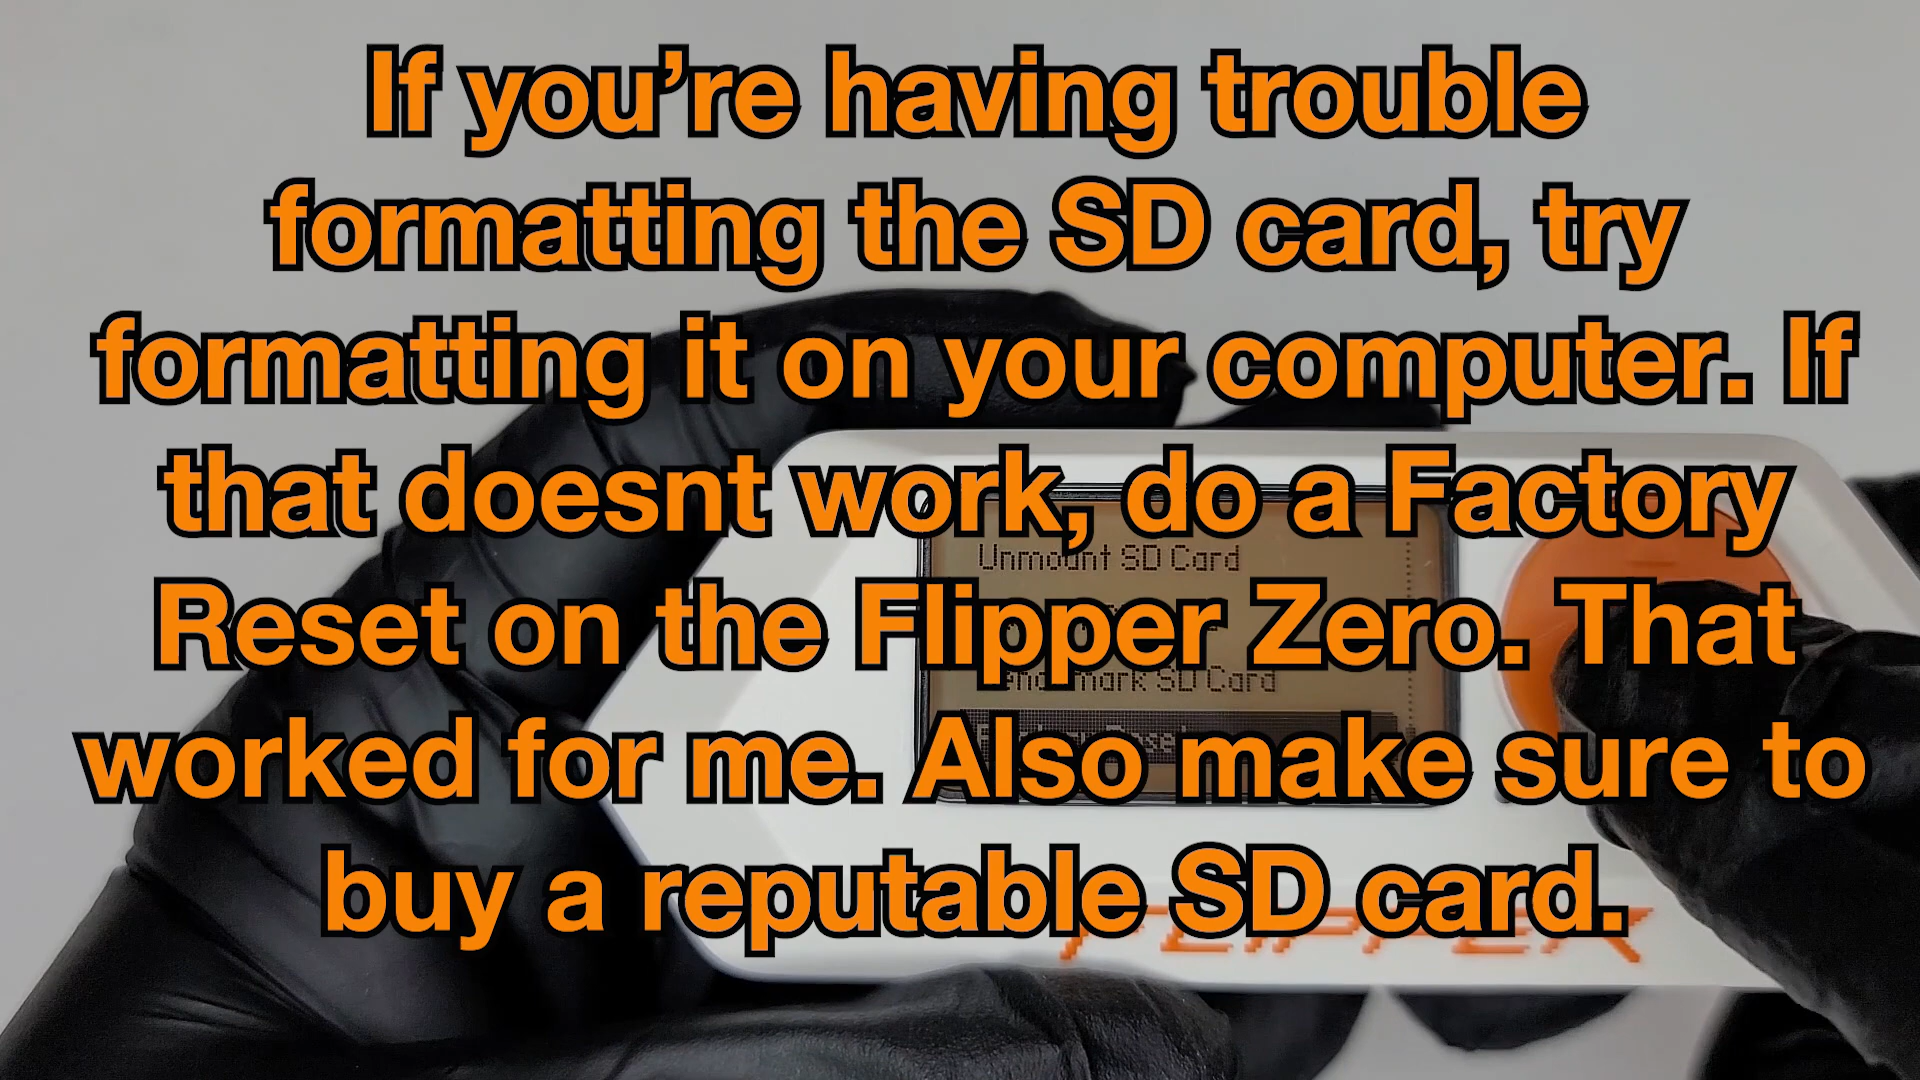 If you’re having trouble
formatting the SD card, try
formatting it on your computer. If
that doesnt work, do a Factory
Reset on the Flipper Zero. That
worked for me. Also make sure to
buy a reputable SD card.
Unmount SD Card
SD Card
FLIPPER